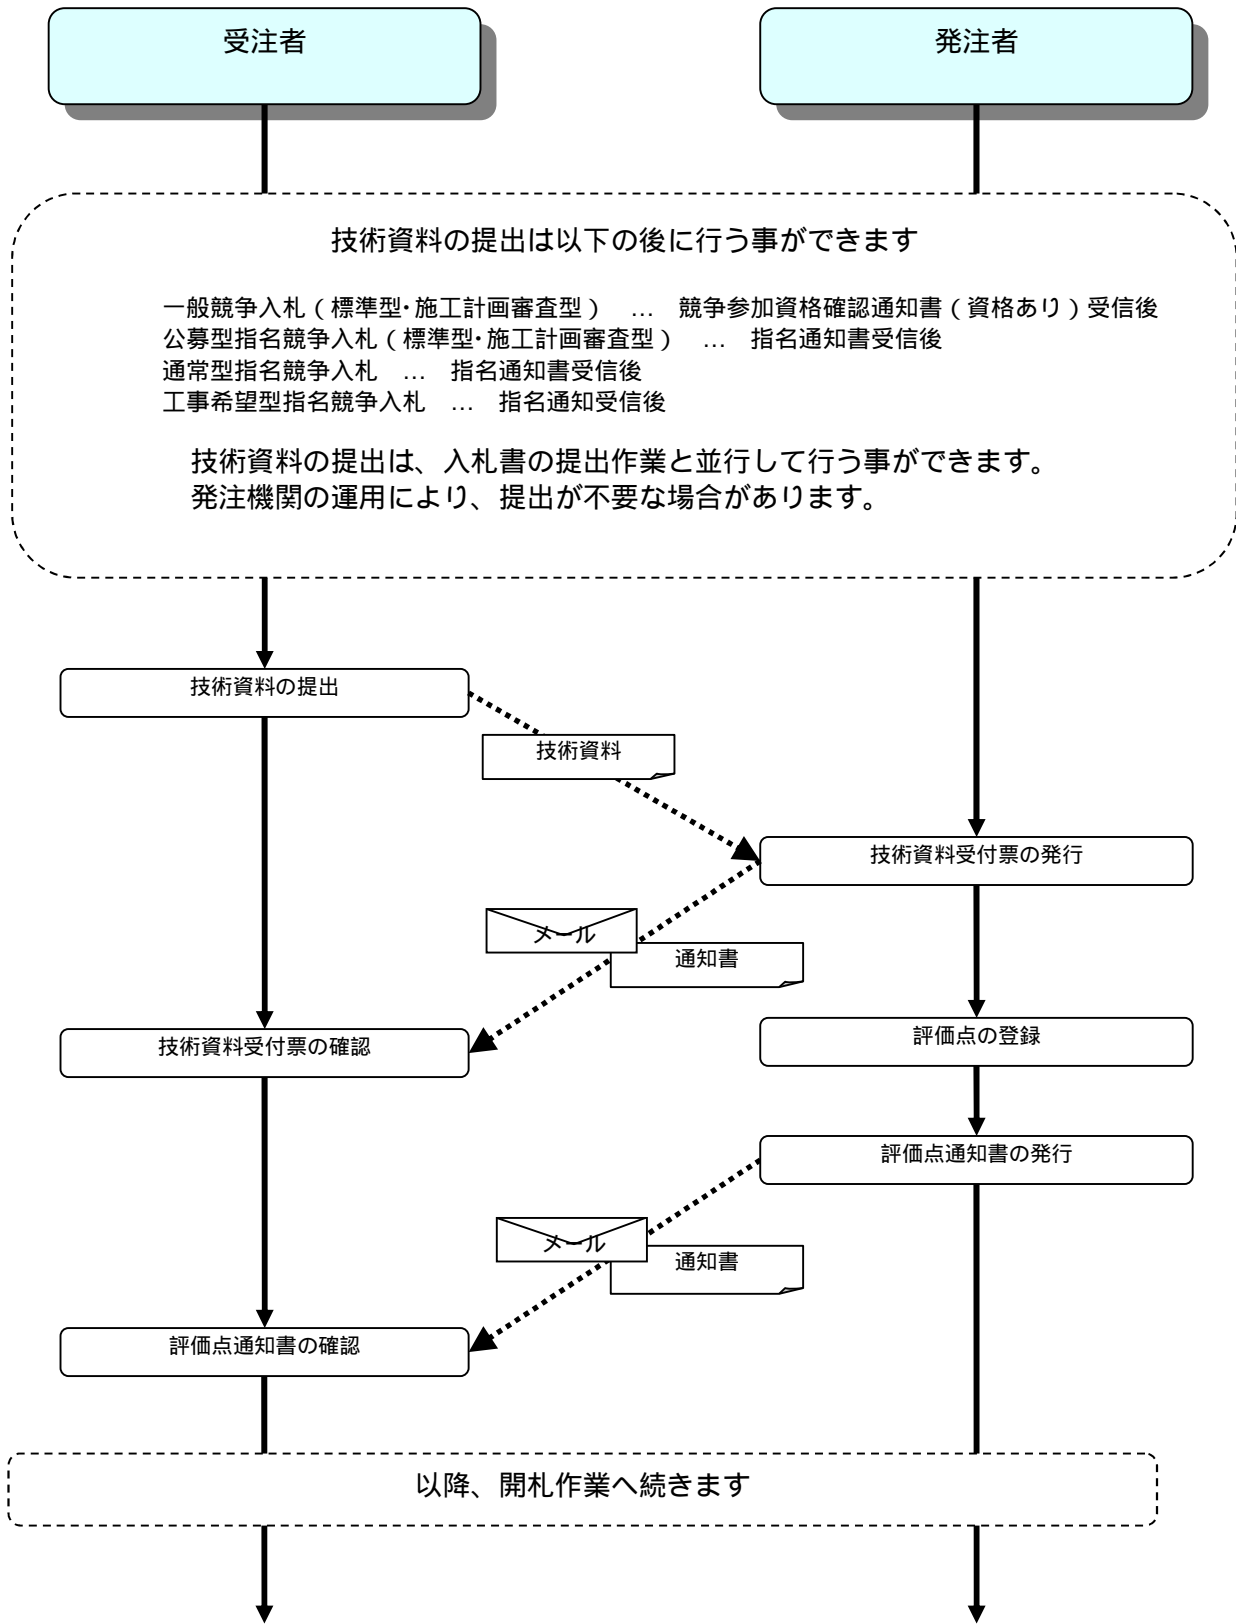 受注者
発注者
技術資料の提出は以下の後に行う事ができます
一般競争入札（標準型・施工計画審査型）　…　競争参加資格確認通知書（資格あり）受信後
公募型指名競争入札（標準型・施工計画審査型）　…　指名通知書受信後
通常型指名競争入札　…　指名通知書受信後
工事希望型指名競争入札　…　指名通知受信後
技術資料の提出は、入札書の提出作業と並行して行う事ができます。
発注機関の運用により、提出が不要な場合があります。
技術資料の提出
技術資料
技術資料受付票の発行
メール
通知書
技術資料受付票の確認
評価点の登録
評価点通知書の発行
メール
通知書
評価点通知書の確認
以降、開札作業へ続きます